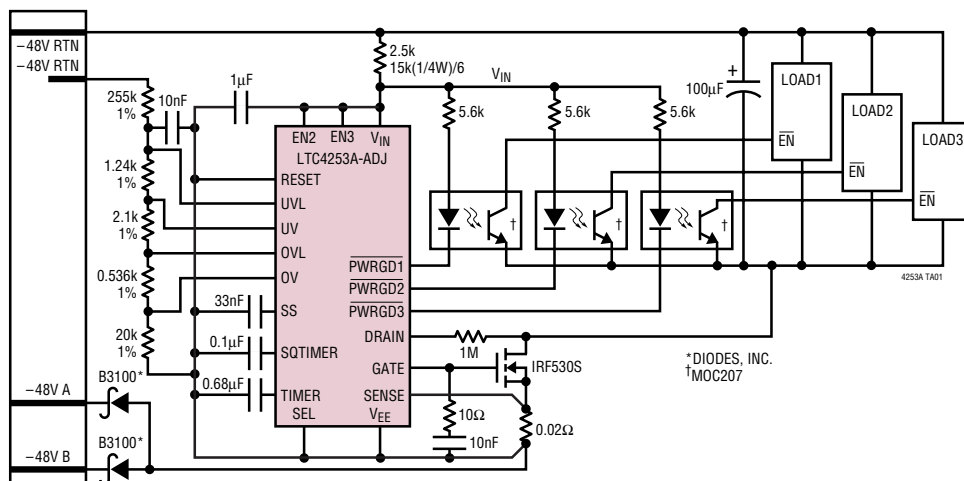 −48V RTN
−48V RTN
2.5k
15k(1/4W)/6
VIN
1µF
10nF
255k
1%
5.6k
5.6k
5.6k
+
100µF
LOAD1
LOAD2
LOAD3
EN
EN
EN
EN2
EN3
VIN
LTC4253A-ADJ
RESET
UVL
UV
OVL
OV
SS
SQTIMER
TIMER
SEL
PWRGD1
PWRGD2
PWRGD3
DRAIN
GATE
SENSE
VEE
1.24k
1%
2.1k
1%
0.536k
1%
20k
1%
33nF
0.1µF
0.68µF
†
†
†
4253A TA01
1M
IRF530S
*DIODES, INC.
†MOC207
10Ω
10nF
0.02Ω
B3100*
−48V A
B3100*
−48V B